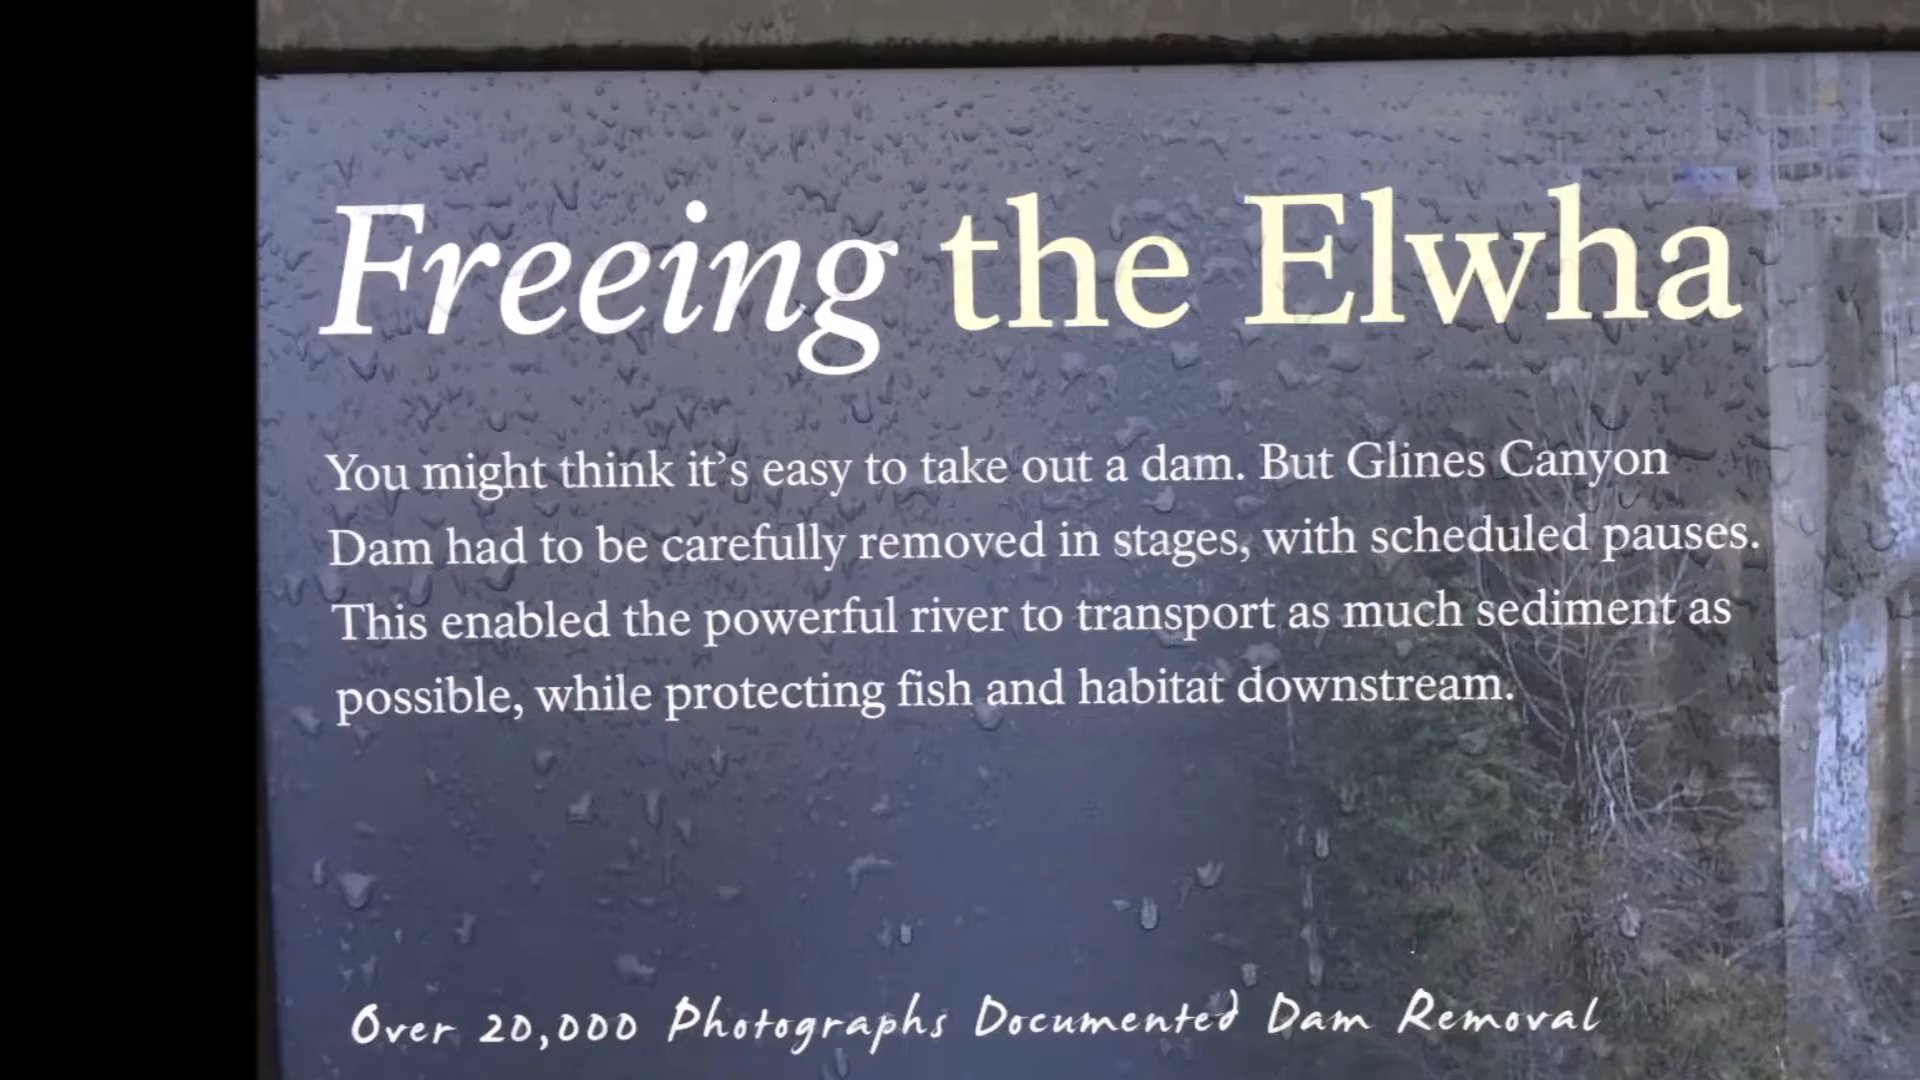 Freeing the Elwha
You might think it’s easy to take out a dam. But Glines Canyon
Dam had to be carefully removed in stages, with scheduled pauses.
This enabled the powerful river to transport as much sediment as
possible, while protecting fish and habitat downstream.
Over 20,000 Photographs Documented Dam Removal